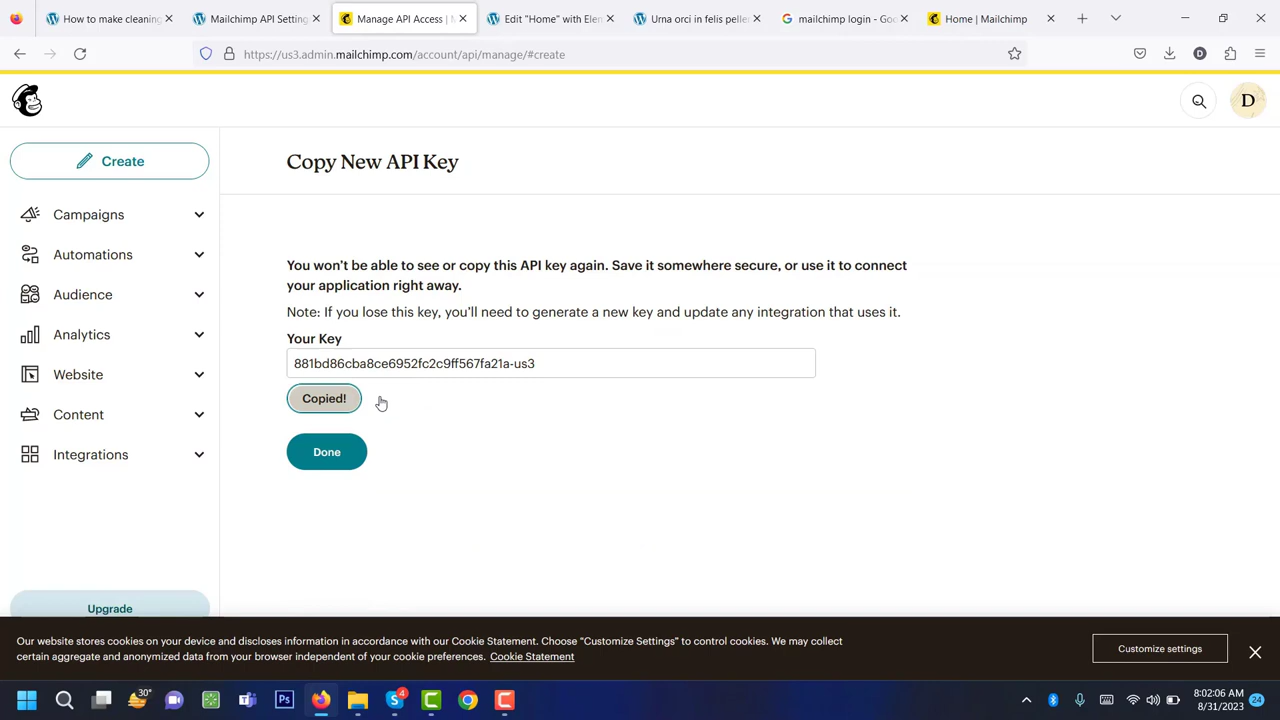 How to make cleaning
Mailchimp API Setting
Manage API Access | M
Edit "Home" with Elem
Urna orci in felis pelle
mailchimp login - Goo
Home | Mailchimp
https://us3.admin.mailchimp.com/account/api/manage/#create
D
D
Create
Copy New API Key
Campaigns
Automations
Audience
Analytics
Website
Content
Integrations
Upgrade
You won't be able to see or copy this API key again. Save it somewhere secure, or use it to connect
your application right away.
Note: If you lose this key, you'll need to generate a new key and update any integration that uses it.
Your Key
881bd86cba8ce6952fc2c9ff567fa21a-us3
Copied!
Done
Our website stores cookies on your device and discloses information in accordance with our Cookie Statement. Choose "Customize Settings" to control cookies. We may collect
certain aggregate and anonymized data from your browser independent of your cookie preferences. Cookie Statement
Customize settings
30°
Ps
4
8:02:06 AM
8/31/2023
24